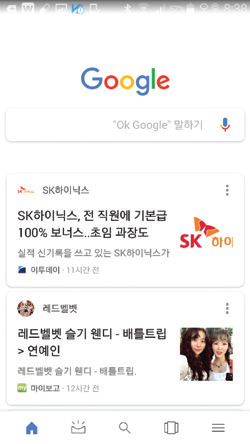 Google
"Ok Google" 말하기
SK하이닉스
SK하이닉스, 전 직원에 기본급
100% 보너스..초임 과장도
실적 신기록을 쓰고 있는 SK하이닉스가
이투데이 · 11시간 전
SK
하이
레드벨벳
레드벨벳 슬기 웬디 - 배틀트립
> 연예인
레드벨벳 슬기 웬디 - 배틀트립.
my 마이보고 · 12시간 전